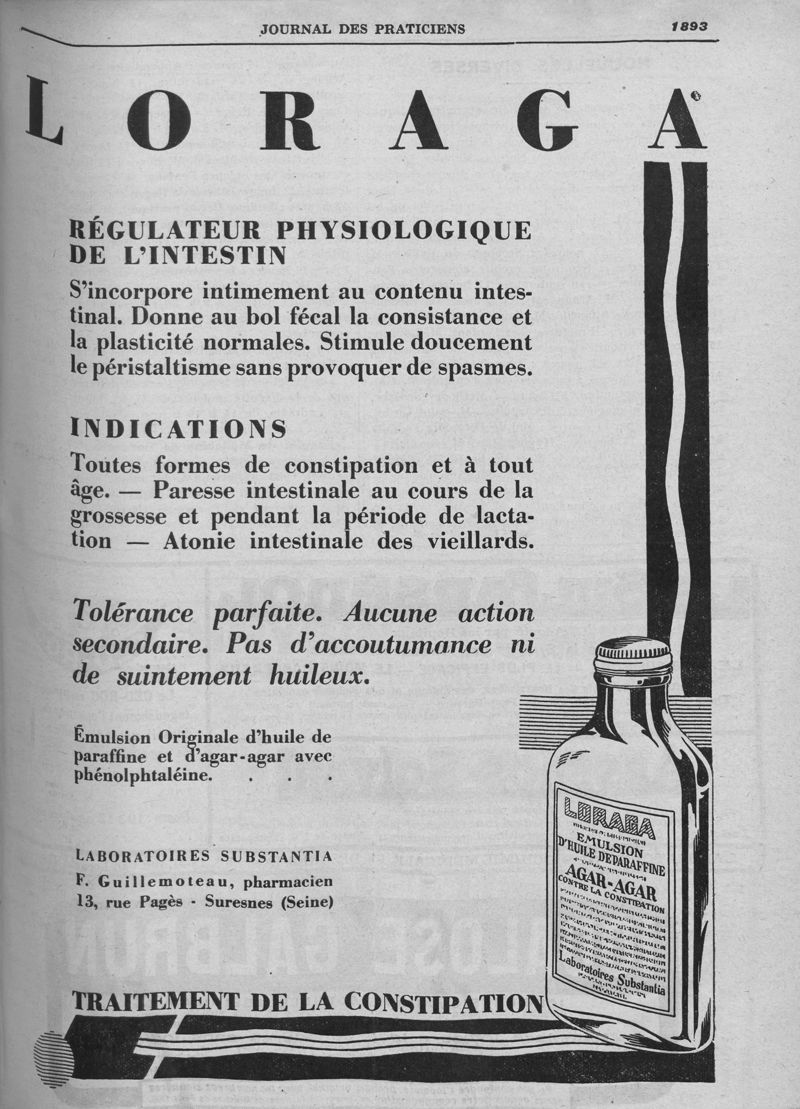 JOURNAL DES PRATICIENS 1893
LORAGA
RÉGULATEUR PHYSIOLOGIQUE
DE L'INTESTIN
S'incorpore intimement au contenu intes-
tinal. Donne au bol fécal la consistance et
la plasticité normales. Stimule doucement
le péristaltisme sans provoquer de spasmes.
INDICATIONS
Toutes formes de constipation et à tout
âge. — Paresse intestinale au cours de la
grossesse et pendant la période de lacta-
tion — Atonie intestinale des vieillards.
Tolérance parfaite. Aucune action
secondaire. Pas d'accoutumance ni
de suintement huileux.
Émulsion Originale d'huile de
paraffine et d'agar-agar avec
phénolphtaléine. . . .
LABORATOIRES SUBSTANTIA
F. Guillemoteau, pharmacien
13, rue Pagès - Suresnes (Seine)
LORAGA
EMULSION
D'HUILE DE PARAFFINE
AGAR-AGAR
CONTRE LA CONSTIPATION
Laboratoires Substantia
TRAITEMENT DE LA CONSTIPATION